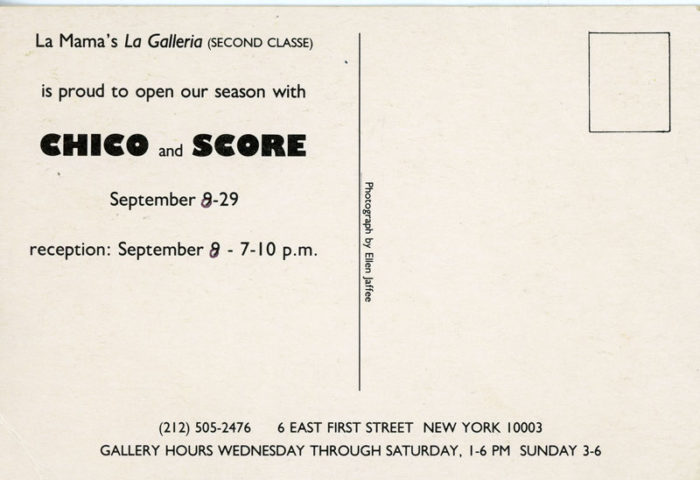 La Mama's La Galleria (SECOND CLASSE)
is proud to open our season with
CHICO and SCORE
September 8-29
reception: September 8 - 7-10 p.m.
Photograph by Ellen Jaffee
(212) 505-2476 6 EAST FIRST STREET NEW YORK 10003
GALLERY HOURS WEDNESDAY THROUGH SATURDAY, 1-6 PM SUNDAY 3-6